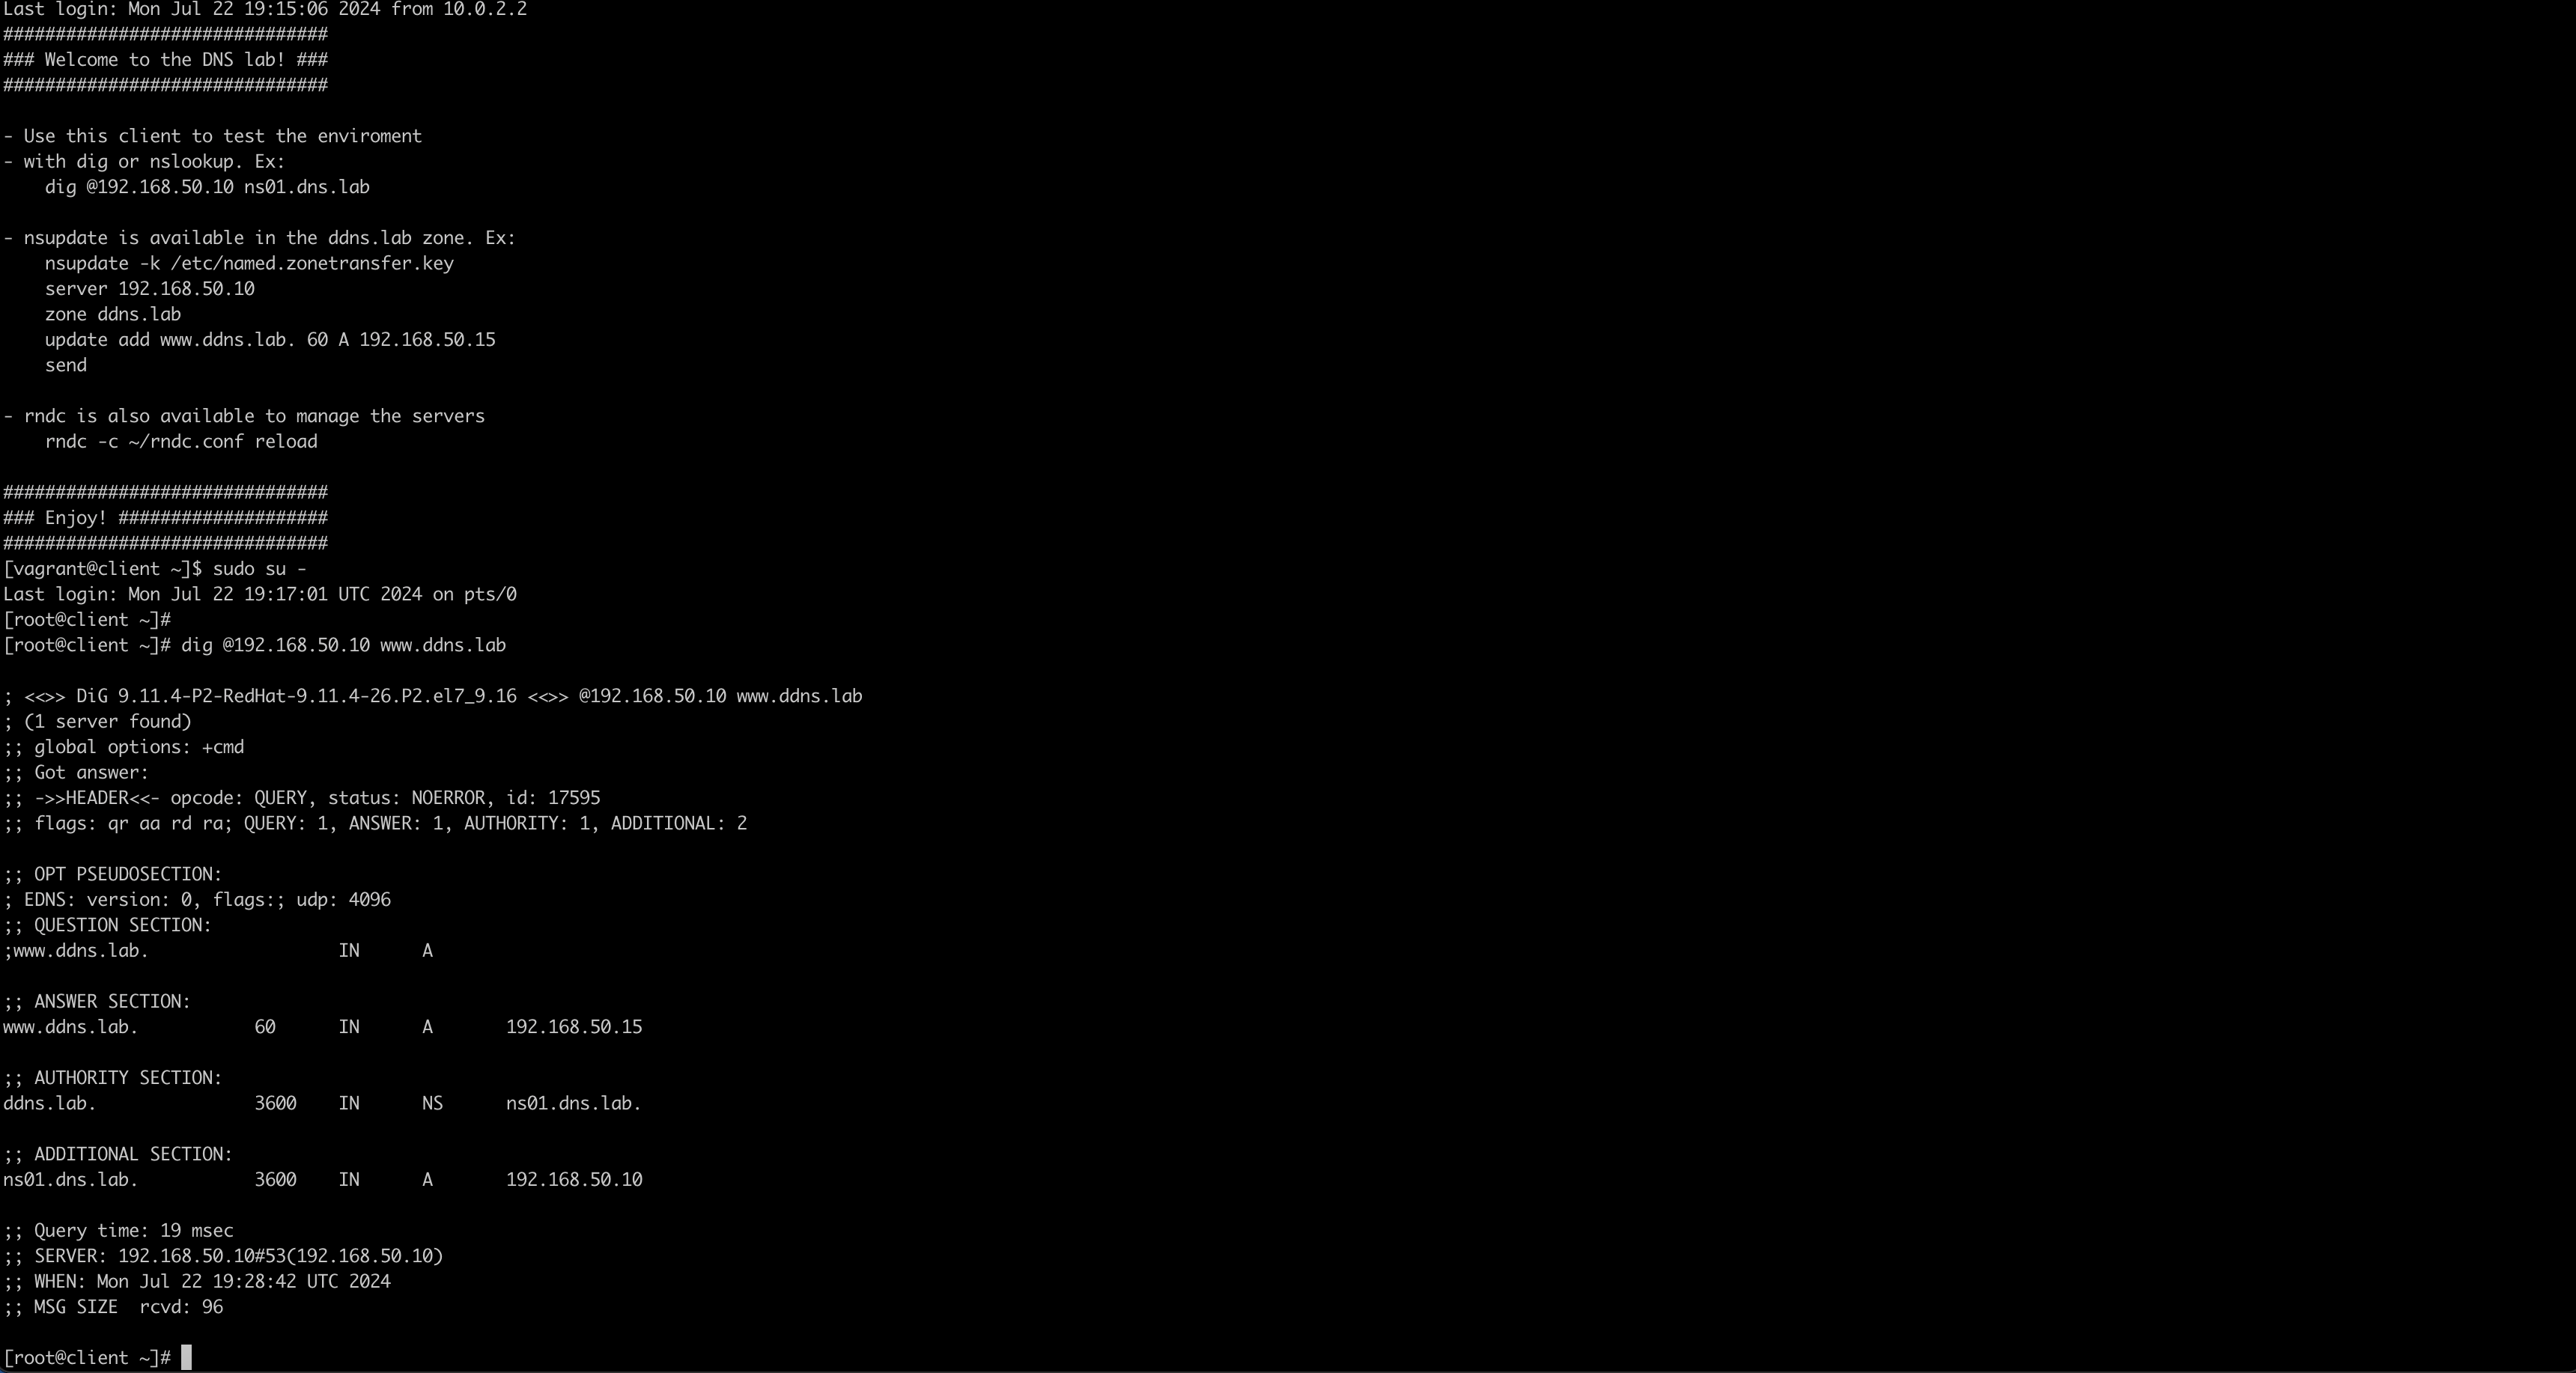 Last login: Mon Jul 22 19:15:06 2024 from 10.0.2.2
###############################
### Welcome to the DNS lab! ###
###############################
- Use this client to test the enviroment
- with dig or nslookup. Ex:
    dig @192.168.50.10 ns01.dns.lab
- nsupdate is available in the ddns.lab zone. Ex:
    nsupdate -k /etc/named.zonetransfer.key
    server 192.168.50.10
    zone ddns.lab
    update add www.ddns.lab. 60 A 192.168.50.15
    send
- rndc is also available to manage the servers
    rndc -c ~/rndc.conf reload
###############################
### Enjoy! ####################
###############################
[vagrant@client ~]$ sudo su -
Last login: Mon Jul 22 19:17:01 UTC 2024 on pts/0
[root@client ~]#
[root@client ~]# dig @192.168.50.10 www.ddns.lab
; <<>> DiG 9.11.4-P2-RedHat-9.11.4-26.P2.el7_9.16 <<>> @192.168.50.10 www.ddns.lab
; (1 server found)
;; global options: +cmd
;; Got answer:
;; ->>HEADER<<- opcode: QUERY, status: NOERROR, id: 17595
;; flags: qr aa rd ra; QUERY: 1, ANSWER: 1, AUTHORITY: 1, ADDITIONAL: 2
;; OPT PSEUDOSECTION:
; EDNS: version: 0, flags:; udp: 4096
;; QUESTION SECTION:
;www.ddns.lab.                  IN      A
;; ANSWER SECTION:
www.ddns.lab.           60      IN      A       192.168.50.15
;; AUTHORITY SECTION:
ddns.lab.               3600    IN      NS      ns01.dns.lab.
;; ADDITIONAL SECTION:
ns01.dns.lab.           3600    IN      A       192.168.50.10
;; Query time: 19 msec
;; SERVER: 192.168.50.10#53(192.168.50.10)
;; WHEN: Mon Jul 22 19:28:42 UTC 2024
;; MSG SIZE  rcvd: 96
[root@client ~]#